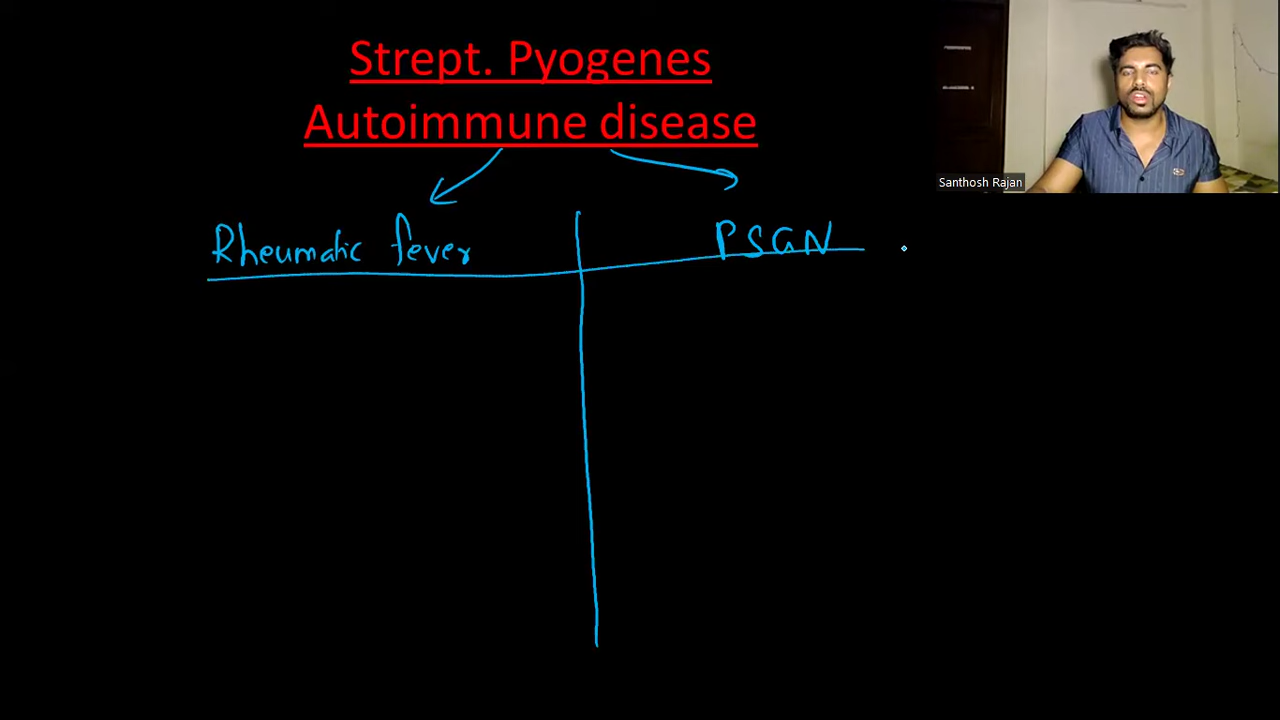 Strept. Pyogenes
Autoimmune disease
Santhosh Rajan
Rheumatic fever
PSGN